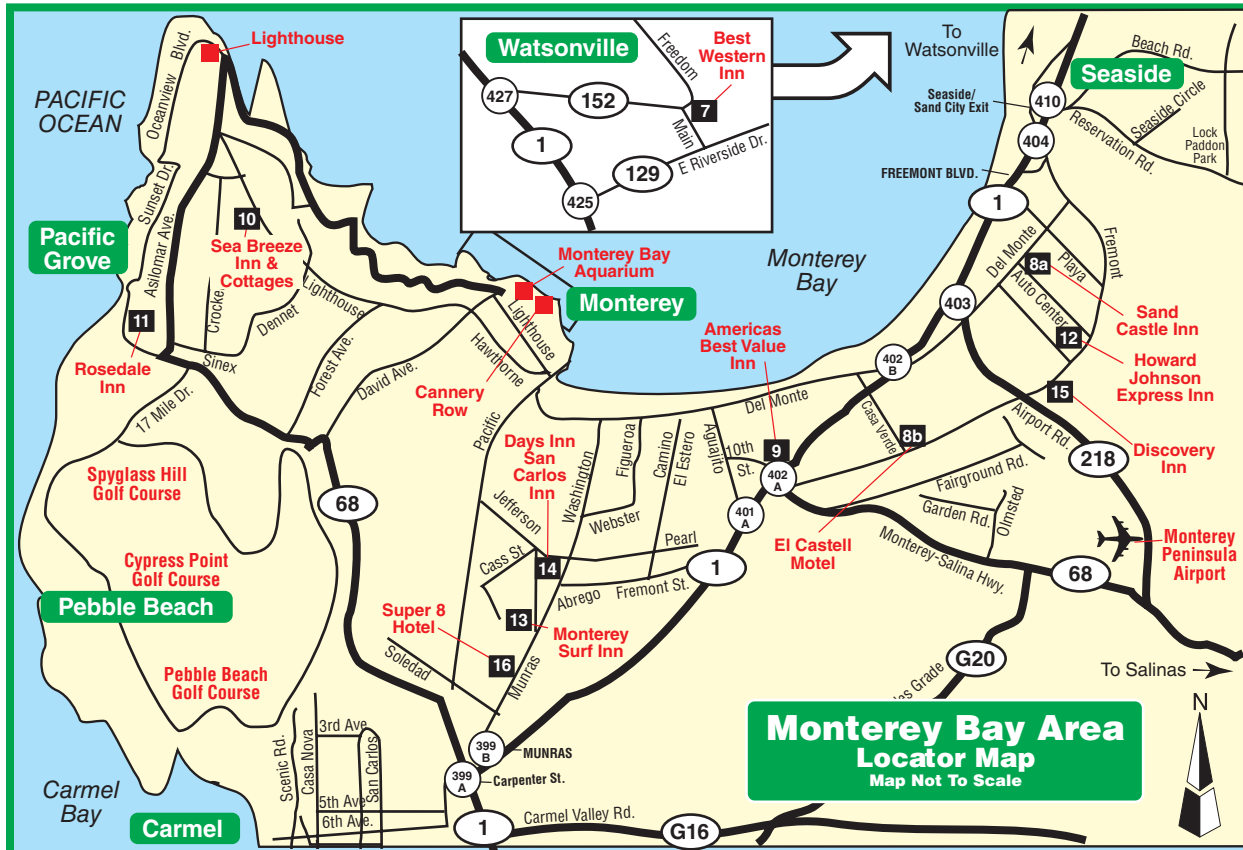 Lighthouse
Oceanview Blvd.
PACIFIC
OCEAN
Sunset Dr.
Pacific
Grove
Asilomar Ave.
10
Sea Breeze
Inn &
Cottages
Crocke
Dennet
Lighthouse
11
Rosedale
Inn
Sinex
17 Mile Dr.
Forest Ave.
David Ave.
Watsonville
Freedom
Best
Western
Inn
427
152
7
Main
1
129
E Riverside Dr.
425
To
Watsonville
Beach Rd.
Seaside
Seaside/
Sand City Exit
410
Reservation Rd.
Seaside Circle
Lock
Paddon
Park
404
FREEMONT BLVD.
1
Monterey Bay
Aquarium
Monterey
Monterey
Bay
Lighthouse
Hawthorne
Cannery
Row
Del Monte
8a
Playa
Fremont
Auto Center
Sand
Castle Inn
403
12
Howard
Johnson
Express Inn
Americas
Best Value
Inn
402
B
15
Discovery
Inn
Airport Rd.
218
Del Monte
Casa Verde
8b
9
10th
St.
402
A
Fairground Rd.
Garden Rd.
Olmsted
El Castell
Motel
Monterey-Salina Hwy.
68
Monterey
Peninsula
Airport
Pacific
Days Inn
San
Carlos
Inn
Washington
Figueroa
Camino
El Estero
Aguajito
401
A
Webster
Jefferson
Pearl
Cass St.
14
Abrego
Fremont St.
1
13
Monterey
Surf Inn
Super 8
Hotel
16
Soledad
Munras
Spyglass Hill
Golf Course
68
Cypress Point
Golf Course
Pebble Beach
Pebble Beach
Golf Course
G20
les Grade
To Salinas
N
Monterey Bay Area
Locator Map
Map Not To Scale
399
B
MUNRAS
399
A
Carpenter St.
Scenic Rd.
Casa Nova
3rd Ave
San Carlos
5th Ave
6th Ave.
Carmel
Bay
Carmel
1
Carmel Valley Rd.
G16